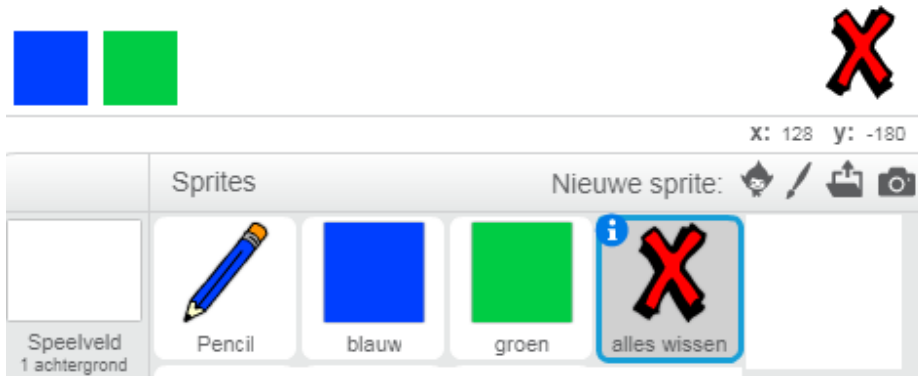 x: 128 y: -180
Sprites Nieuwe sprite:
Pencil blauw groen alles wissen
Speelveld
1 achtergrond